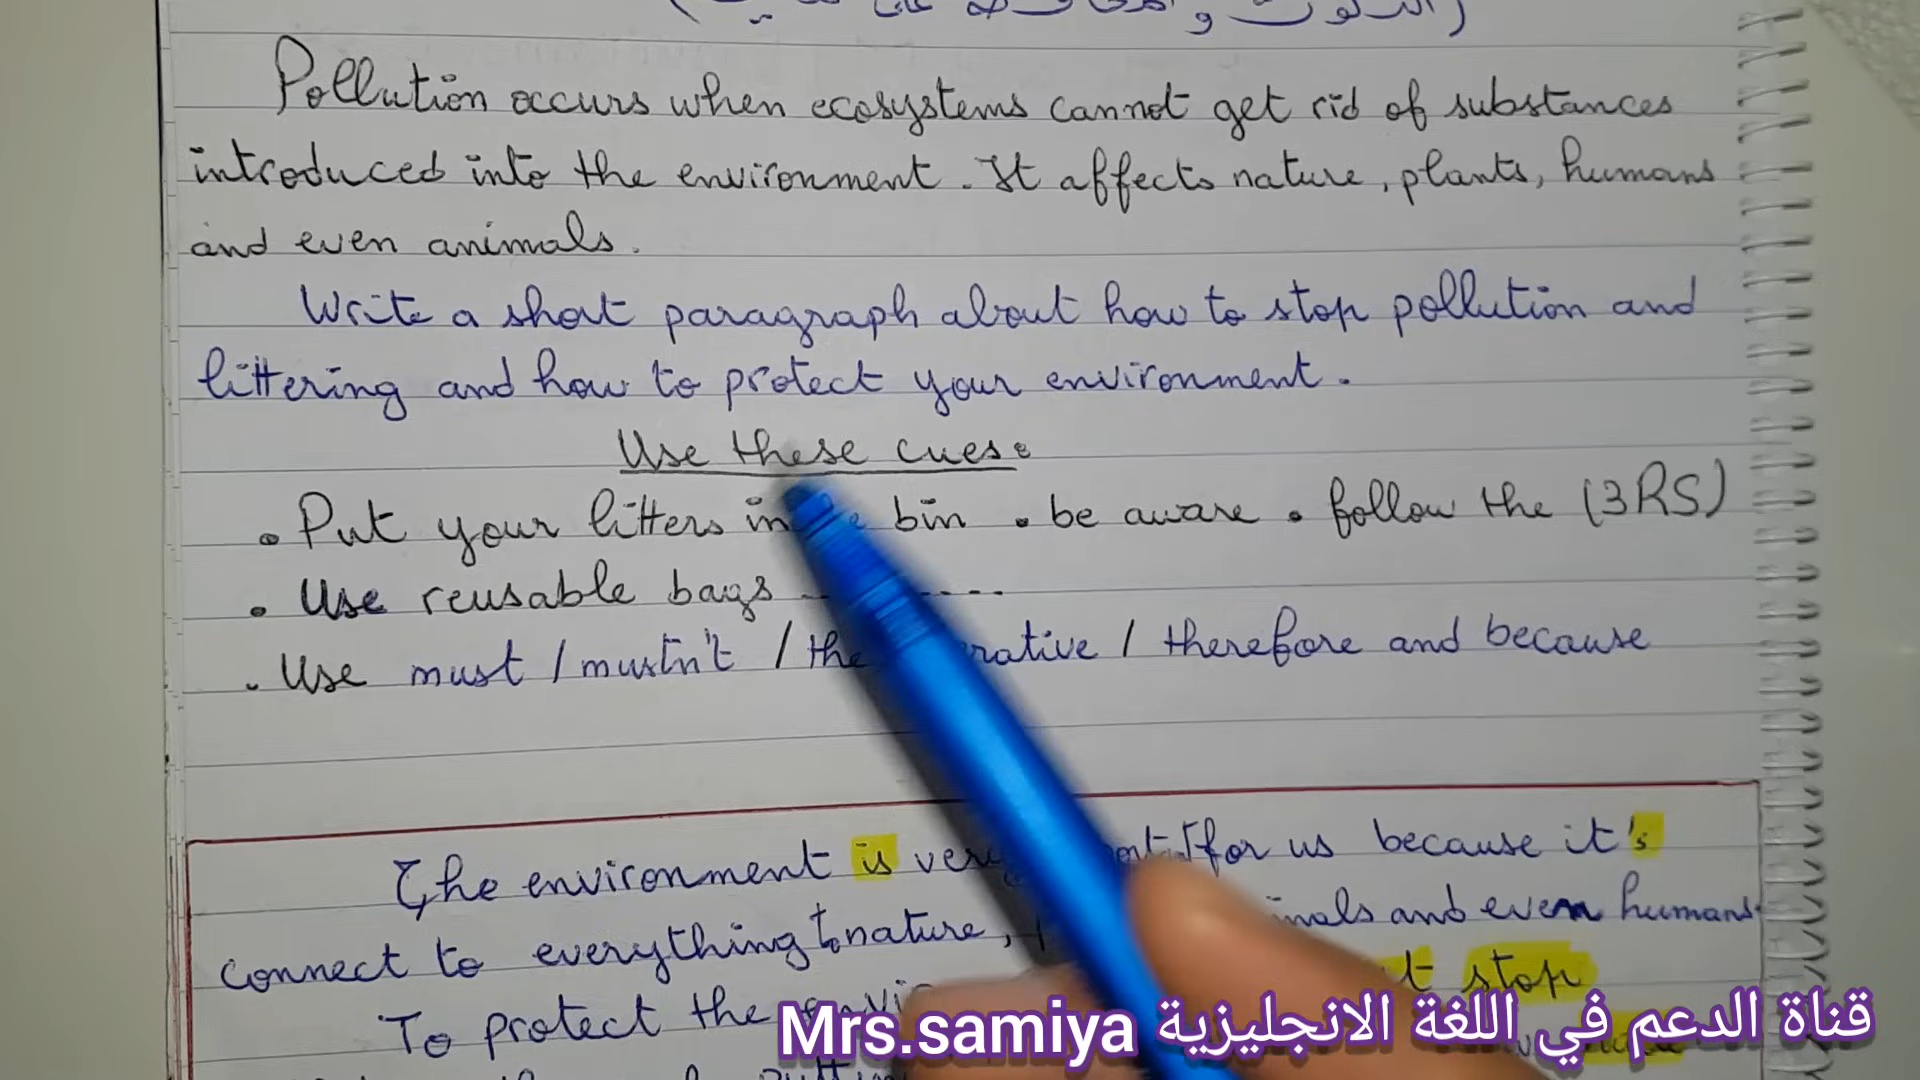 Pollution occurs when ecosystems cannot get rid of substances
introduced into the environment. It affects nature, plants, humans
and even animals.
Write a short paragraph about how to stop pollution and
littering and how to protect your environment.
Use these cues:
• Put your litters in bin • be aware • follow the (3RS)
• Use reusable bags .........
• Use must / mustn't / the / therefore and because
The environment is very for us because it's
connect to everything to nature, and even humans
To protect the stop
Mrs.samiya قناة الدعم في اللغة الانجليزية